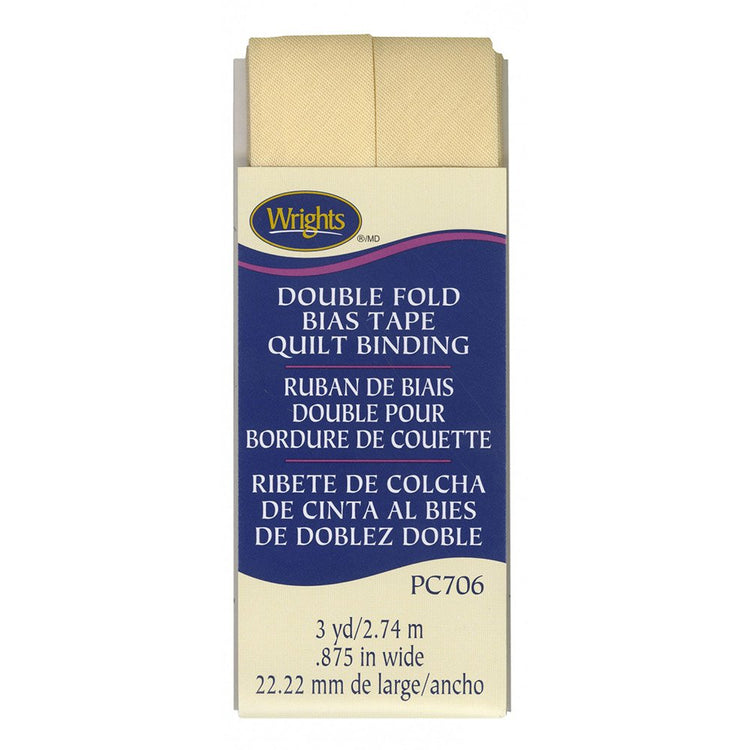 Wrights
®/MD
DOUBLE FOLD
BIAS TAPE
QUILT BINDING
RUBAN DE BIAIS
DOUBLE POUR
BORDURE DE COUETTE
RIBETE DE COLCHA
DE CINTA AL BIES
DE DOBLEZ DOBLE
PC706
3 yd/2.74 m
.875 in wide
22.22 mm de large/ancho